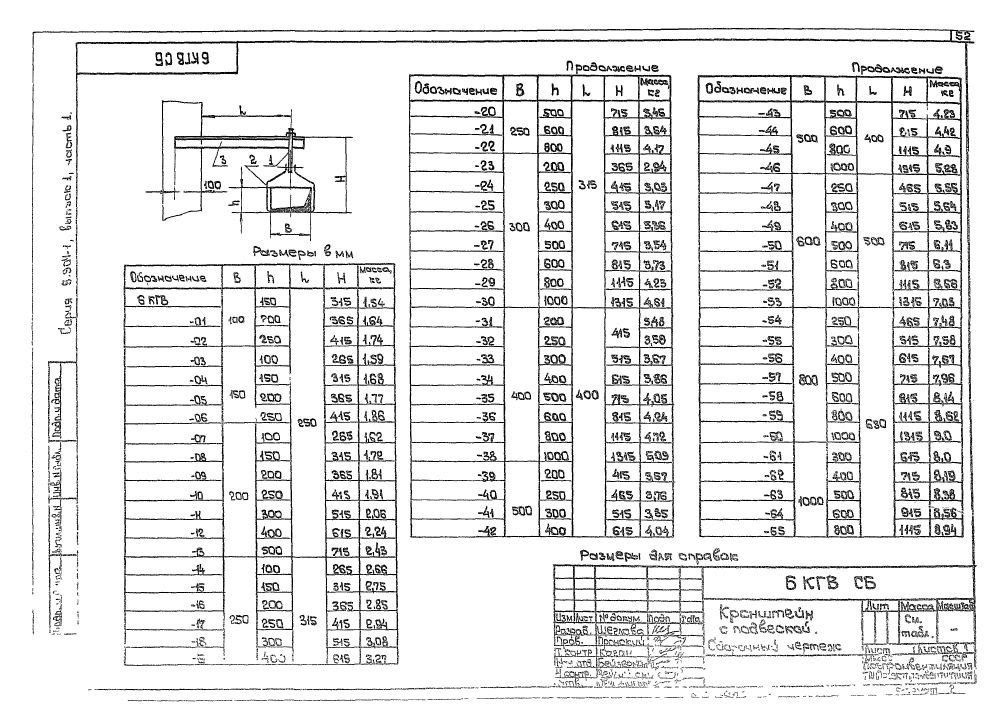 52
6КГВ СБ
Серия 5.904-1, выпуск 1, часть 1.
L
3
2
1
H
100
h
B
Размеры в мм
Обозначение B h L H Масса, кг
6 КГВ 100 150 250 315 1,54
-01 200 365 1,64
-02 250 415 1,74
-03 150 100 265 1,59
-04 150 315 1,68
-05 200 365 1,77
-06 250 415 1,86
-07 200 100 265 1,62
-08 150 315 1,72
-09 200 365 1,81
-10 250 415 1,91
-11 300 515 2,06
-12 400 615 2,24
-13 500 715 2,43
-14 250 100 315 265 2,66
-15 150 315 2,75
-16 200 365 2,85
-17 250 415 2,94
-18 300 515 3,08
400 615 3,27
Продолжение
Обозначение B h L H Масса кг
-20 250 500 315 715 3,46
-21 600 815 3,64
-22 800 1115 4,17
-23 300 200 365 2,94
-24 250 415 3,03
-25 300 515 3,17
-26 400 615 3,36
-27 500 715 3,54
-28 600 815 3,73
-29 800 1115 4,23
-30 1000 1315 4,61
-31 400 200 400 415 3,48
-32 250 3,58
-33 300 515 3,67
-34 400 615 3,86
-35 500 715 4,05
-36 600 815 4,24
-37 800 1115 4,72
-38 1000 1315 5,09
-39 500 200 415 3,67
-40 250 465 3,76
-41 300 515 3,85
-42 400 615 4,04
Продолжение
Обозначение B h L H Масса кг
-43 500 500 400 715 4,23
-44 600 815 4,42
-45 800 1115 4,9
-46 1000 1315 5,28
-47 600 250 500 465 5,55
-48 300 515 5,64
-49 400 615 5,83
-50 500 715 6,11
-51 600 815 6,3
-52 800 1115 6,68
-53 1000 1315 7,03
-54 800 250 630 465 7,48
-55 300 515 7,58
-56 400 615 7,67
-57 500 715 7,96
-58 600 815 8,14
-59 800 1115 8,62
-60 1000 1315 9,0
-61 1000 300 615 8,0
-62 400 715 8,19
-63 500 815 8,38
-64 600 915 8,56
-65 800 1115 8,94
Размеры для справок
6 КГВ СБ
Кронштейн
с подвеской.
Сборочный чертеж
Лит Масса Масштаб
См. табл. –
Лист Листов 1
СССР
Изм Лист № докум. Подп. Дата
Разраб. Щеглова
Пров. Пронский
Т.контр. Коган
Н.контр.
Утв.
Подп. и дата
Взам.инв.N